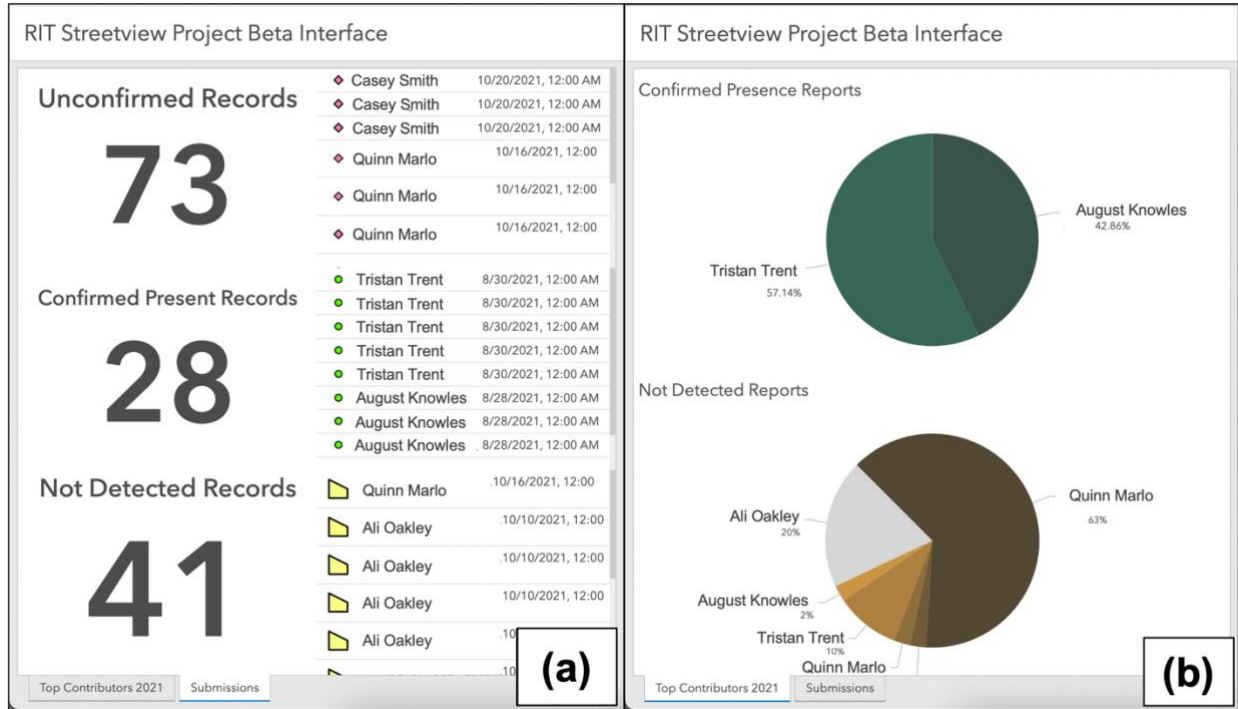 RIT Streetview Project Beta Interface
Unconfirmed Records
73
Casey Smith 10/20/2021, 12:00 AM
Casey Smith 10/20/2021, 12:00 AM
Casey Smith 10/20/2021, 12:00 AM
Quinn Marlo 10/16/2021, 12:00
Quinn Marlo 10/16/2021, 12:00
Quinn Marlo 10/16/2021, 12:00
Confirmed Present Records
28
Tristan Trent 8/30/2021, 12:00 AM
Tristan Trent 8/30/2021, 12:00 AM
Tristan Trent 8/30/2021, 12:00 AM
Tristan Trent 8/30/2021, 12:00 AM
Tristan Trent 8/30/2021, 12:00 AM
August Knowles 8/28/2021, 12:00 AM
August Knowles 8/28/2021, 12:00 AM
August Knowles 8/28/2021, 12:00 AM
Not Detected Records
41
Quinn Marlo 10/16/2021, 12:00
Ali Oakley 10/10/2021, 12:00
Ali Oakley 10/10/2021, 12:00
Ali Oakley 10/10/2021, 12:00
Ali Oakley 10
10
Top Contributors 2021 Submissions
(a)
RIT Streetview Project Beta Interface
Confirmed Presence Reports
August Knowles
42.86%
Tristan Trent
57.14%
Not Detected Reports
Quinn Marlo
63%
Ali Oakley
20%
August Knowles
2%
Tristan Trent
10%
Quinn Marlo
Top Contributors 2021 Submissions
(b)